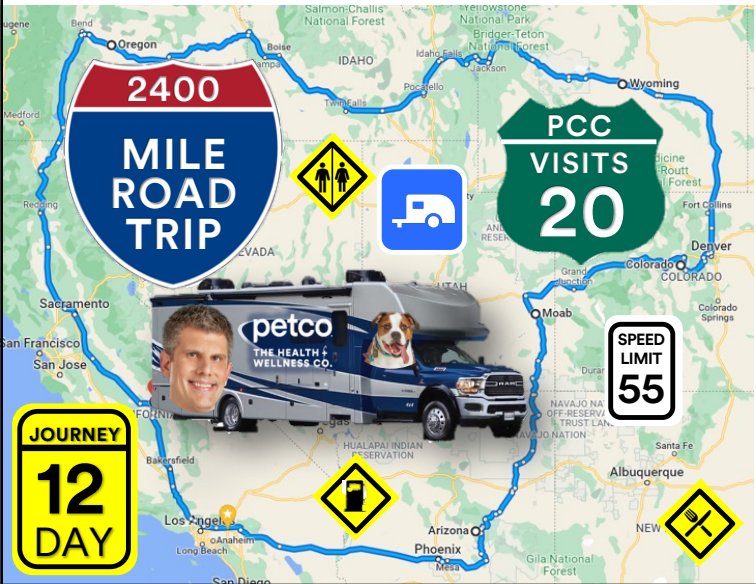 Salmon-Challis
National Forest
Yellowstone
National Park
Bridger-Teton
National Forest
Bend
Oregon
Boise
IDAHO
Idaho Falls
Jackson
Pocatello
Twin Falls
Wyoming
Medford
2400
MILE
ROAD
TRIP
PCC
VISITS
20
Fort Collins
Denver
Colorado
COLORADO
Grand
Junction
Redding
Colorado
Springs
UTAH
Moab
Sacramento
San Francisco
San Jose
petco
THE HEALTH +
WELLNESS CO.
RAM
SPEED
LIMIT
55
NAVAJO NATION
HUALAPAI INDIAN
RESERVATION
Santa Fe
Albuquerque
JOURNEY
12
DAY
Bakersfield
Los Angeles
Anaheim
Long Beach
Arizona
Phoenix
Mesa
Gila National
Forest
NEW
San Diego